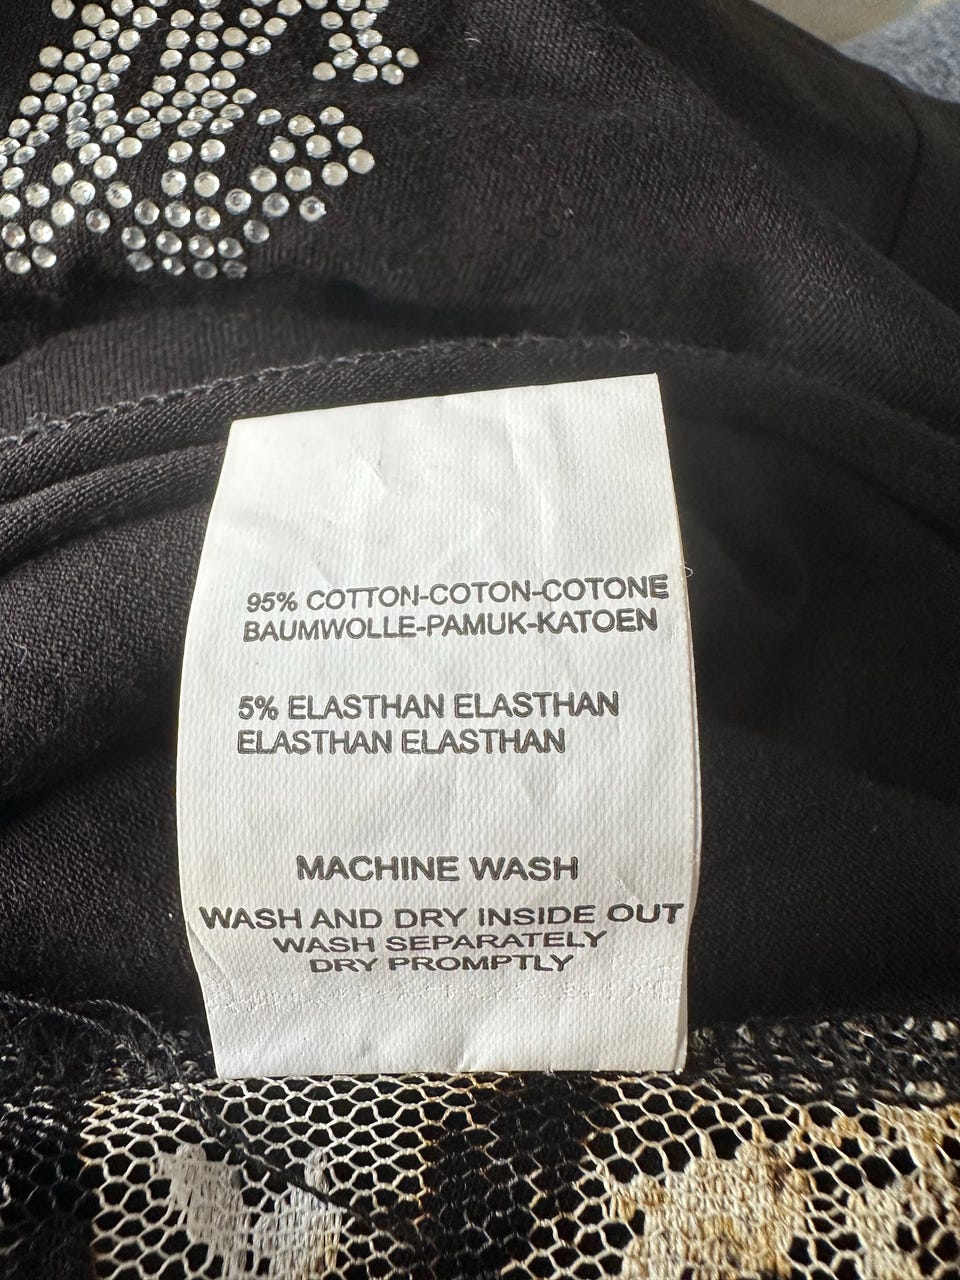 95% COTTON-COTON-COTONE
BAUMWOLLE-PAMUK-KATOEN
5% ELASTHAN ELASTHAN
ELASTHAN ELASTHAN
MACHINE WASH
WASH AND DRY INSIDE OUT
WASH SEPARATELY
DRY PROMPTLY